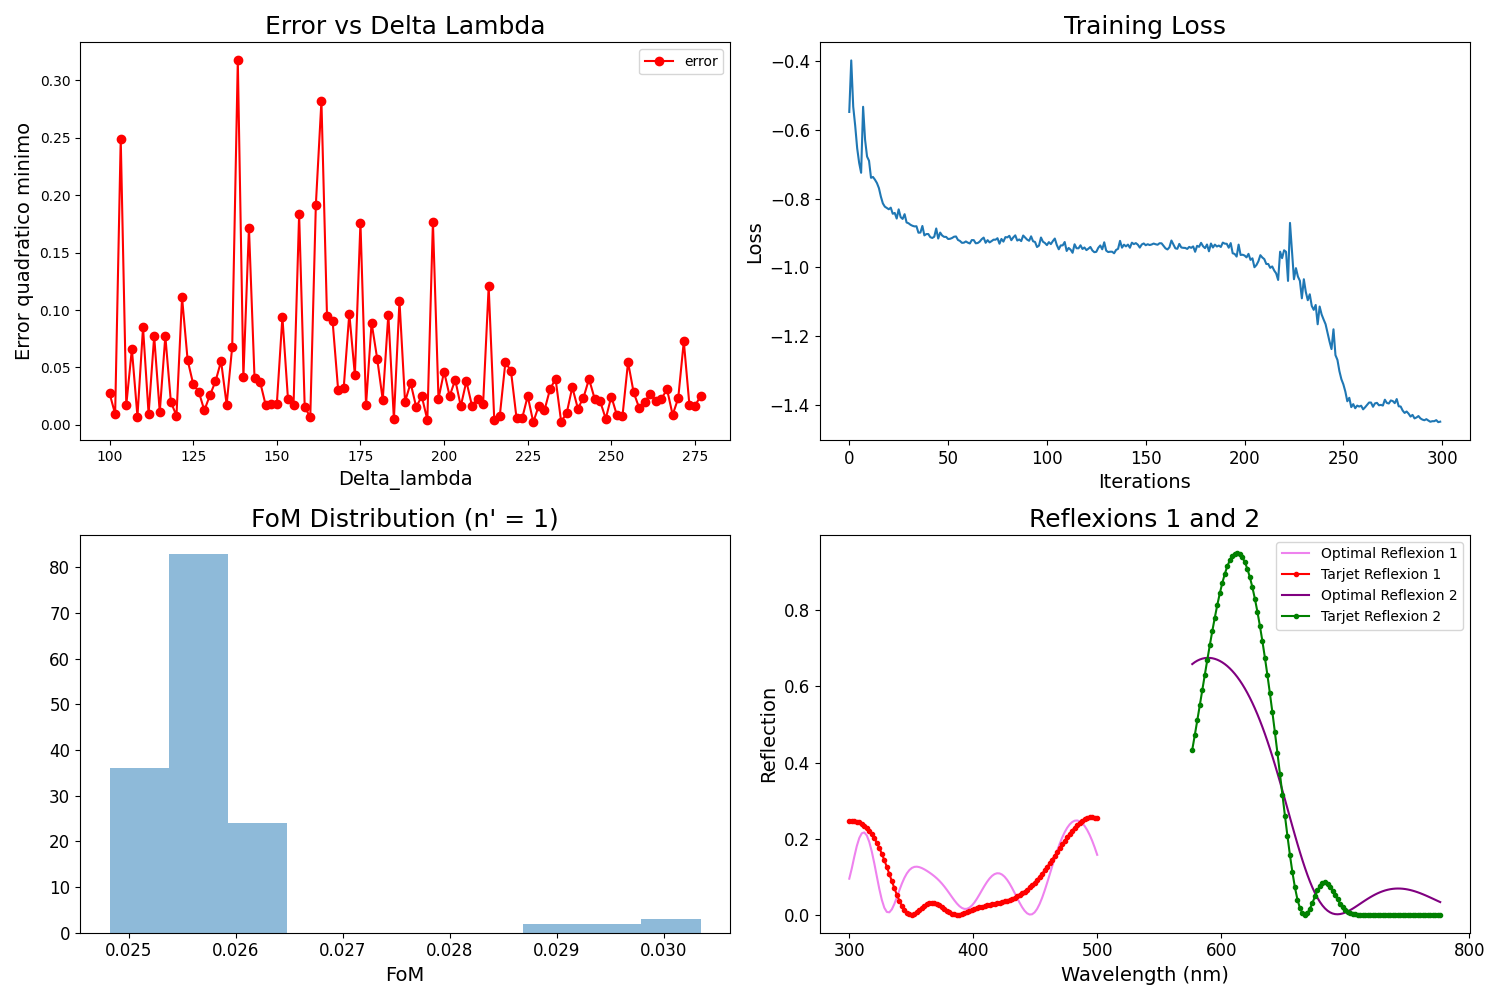 Error vs Delta Lambda
error
0.30
0.25
0.20
0.15
0.10
0.05
0.00
Error quadratico minimo
100 125 150 175 200 225 250 275
Delta_lambda
Training Loss
−0.4
−0.6
−0.8
−1.0
−1.2
−1.4
Loss
0 50 100 150 200 250 300
Iterations
FoM Distribution (n' = 1)
80
70
60
50
40
30
20
10
0
0.025 0.026 0.027 0.028 0.029 0.030
FoM
Reflexions 1 and 2
Optimal Reflexion 1
Tarjet Reflexion 1
Optimal Reflexion 2
Tarjet Reflexion 2
0.8
0.6
0.4
0.2
0.0
Reflection
300 400 500 600 700 800
Wavelength (nm)